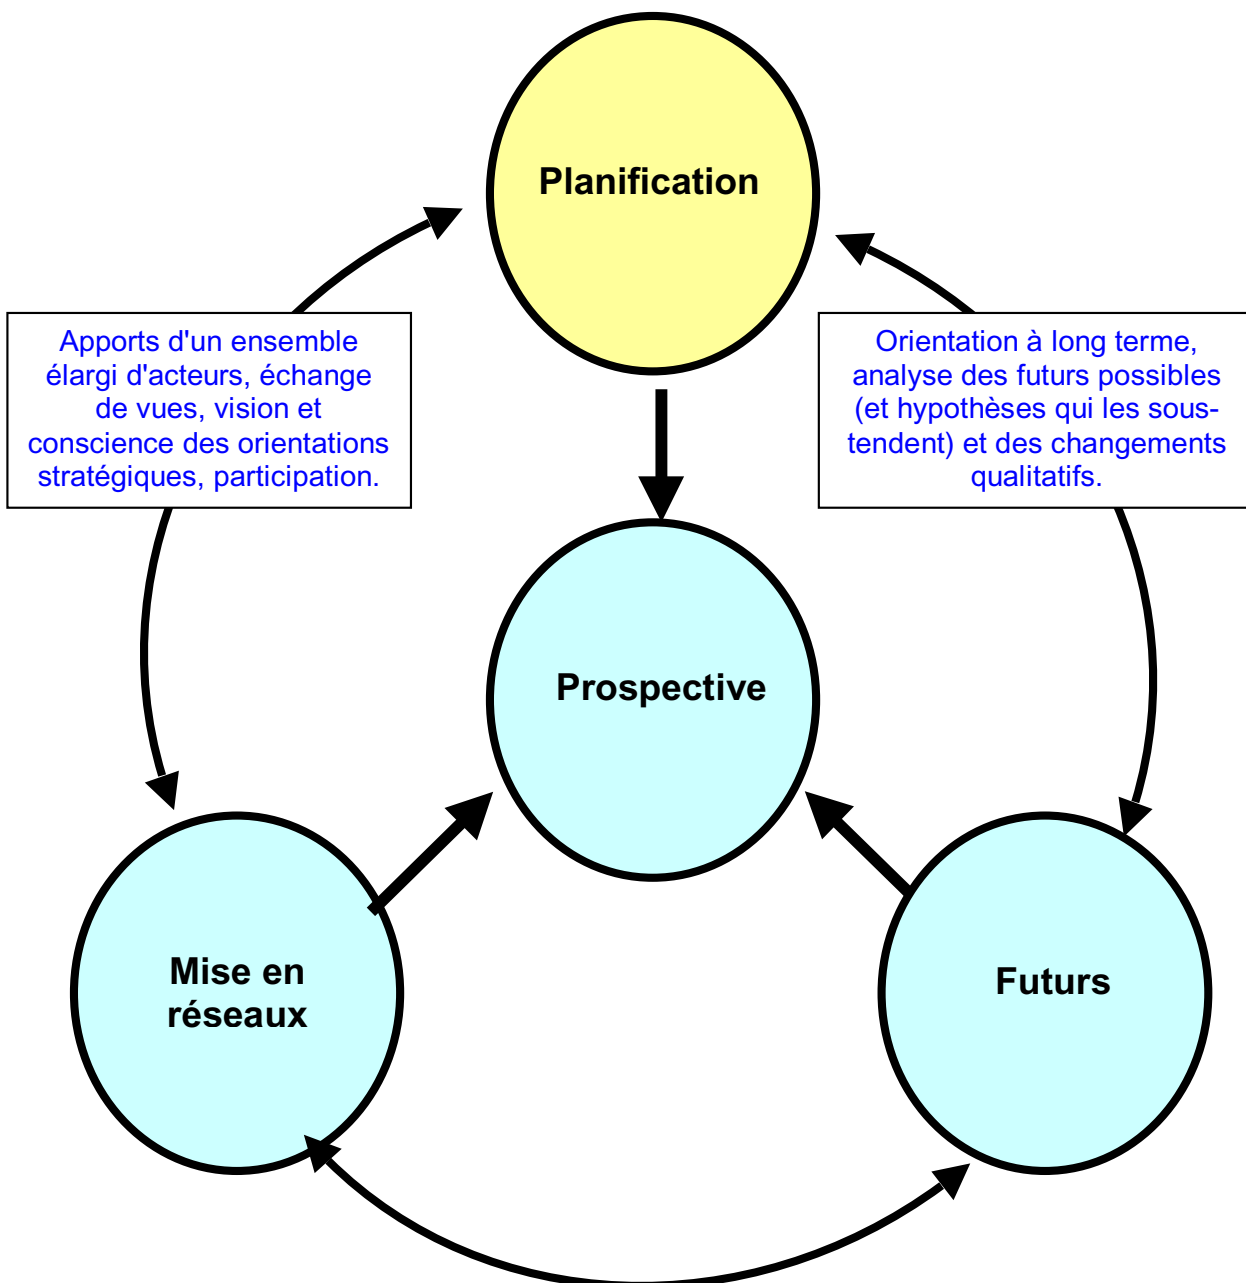 Planification
Apports d'un ensemble
élargi d'acteurs, échange
de vues, vision et
conscience des orientations
stratégiques, participation.
Orientation à long terme,
analyse des futurs possibles
(et hypothèses qui les sous-
tendent) et des changements
qualitatifs.
Prospective
Mise en
réseaux
Futurs